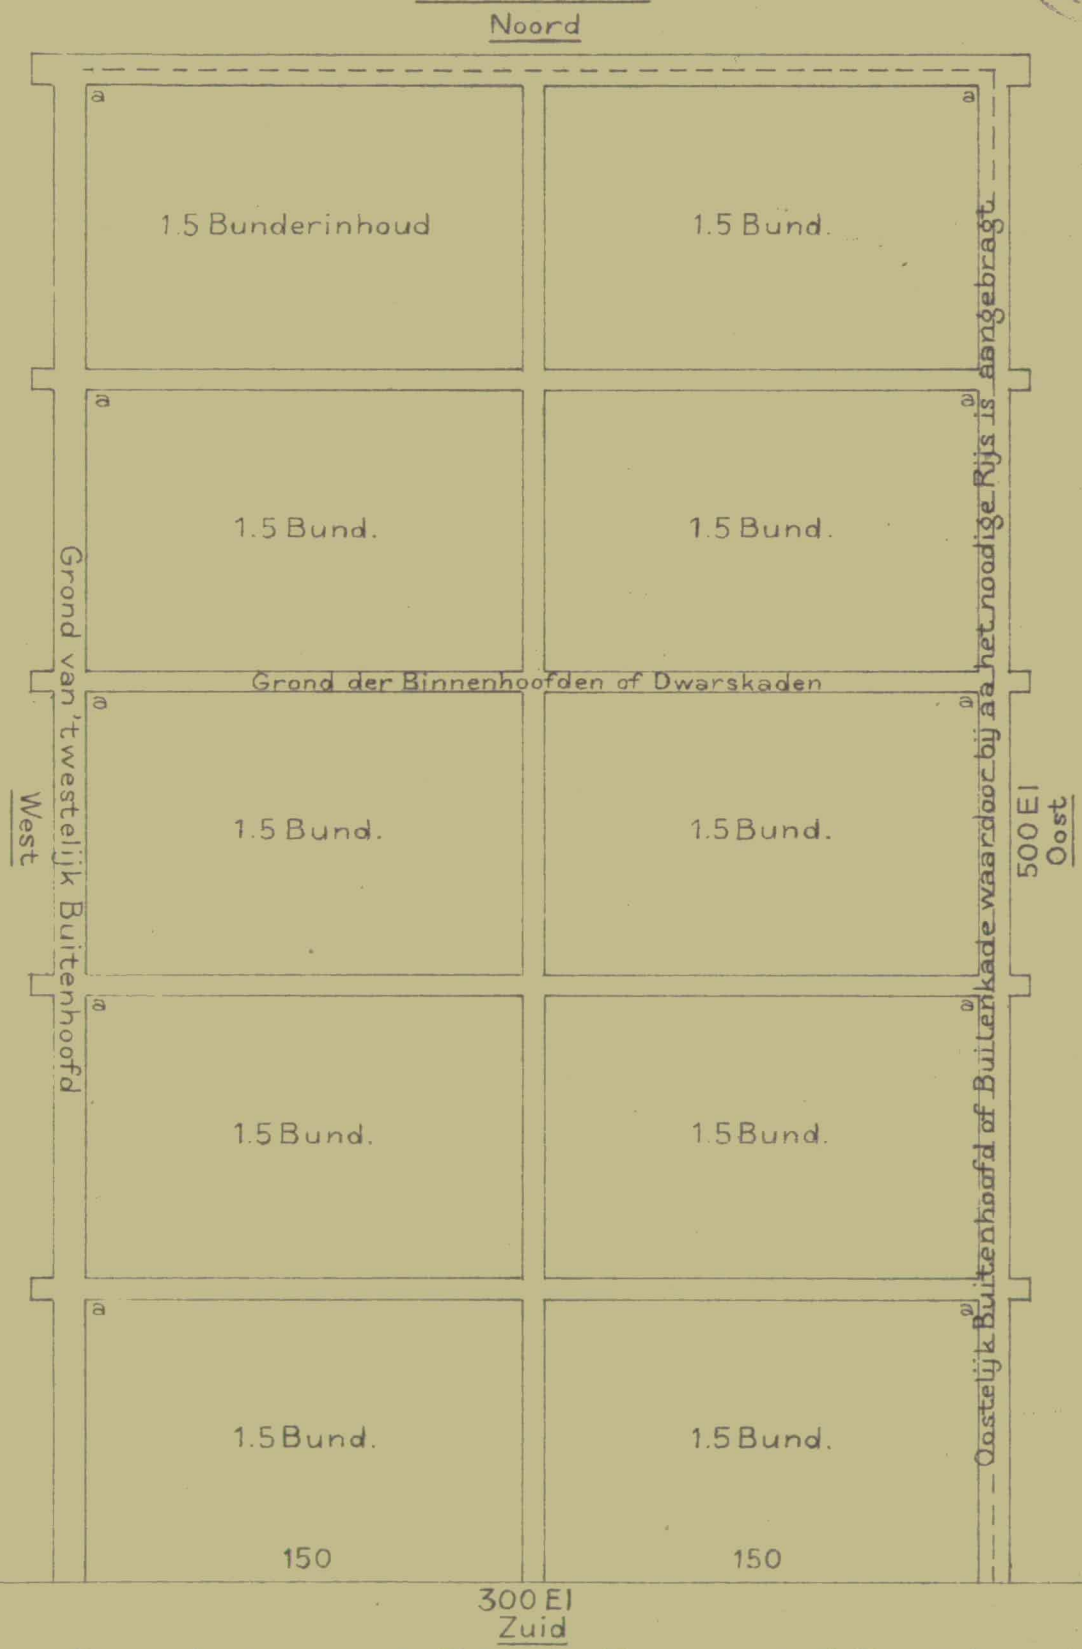 Noord
a
a
1.5 Bunderinhoud
1.5 Bund.
a
a
1.5 Bund.
1.5 Bund.
Grond der Binnenhoofden of Dwarskaden
a
a
1.5 Bund.
1.5 Bund.
a
a
1.5 Bund.
1.5 Bund.
a
a
1.5 Bund.
1.5 Bund.
150
150
300 El
Zuid
West
Grond van 't westelijk Buitenhoofd
Oostelijk Buitenhoofd of Buitenkade waardoor bij aa het noodige Rijs is aangebragt
500 El
Oost